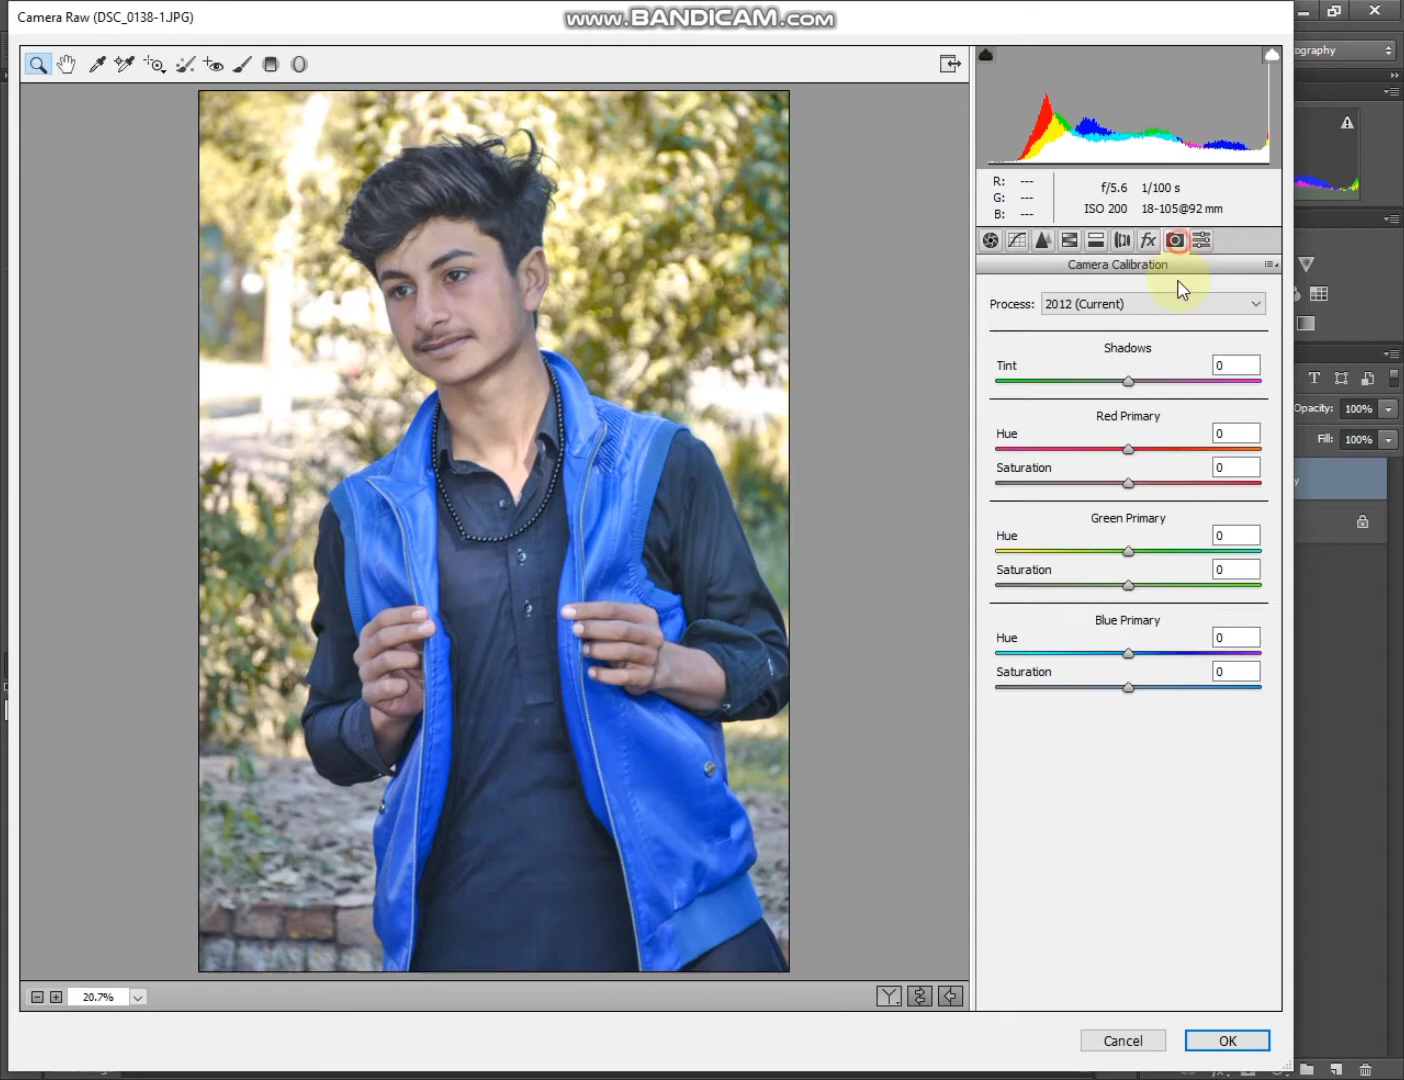 Camera Raw (DSC_0138-1.JPG)
www.BANDICAM.com
ography
R: ---
G: ---
B: ---
f/5.6 1/100 s
ISO 200 18-105@92 mm
fx
Camera Calibration
Process: 2012 (Current)
Shadows
Tint 0
Red Primary
Hue 0
Saturation 0
Green Primary
Hue 0
Saturation 0
Blue Primary
Hue 0
Saturation 0
T
Opacity: 100%
Fill: 100%
y
20.7%
Y
Cancel
OK